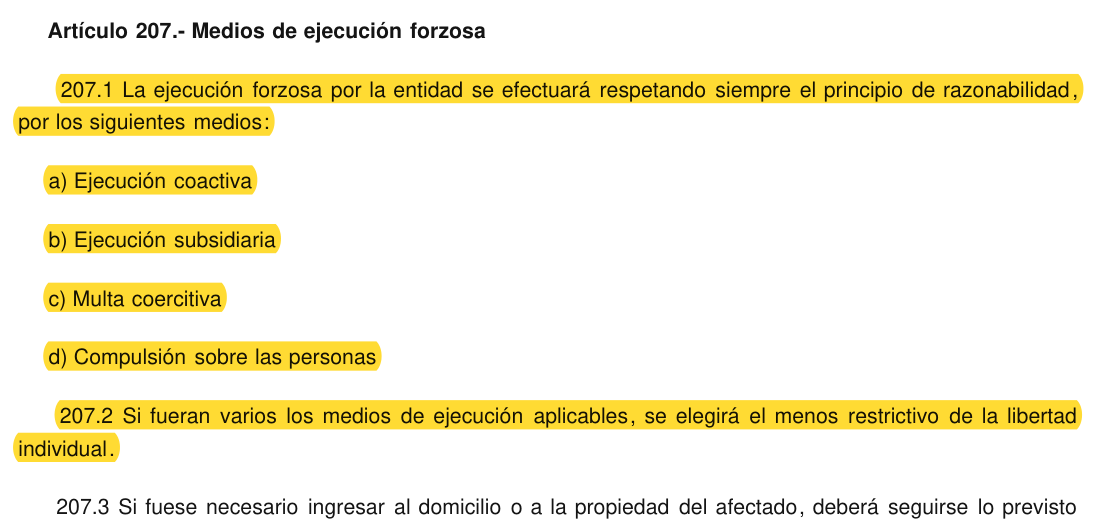 Artículo 207.- Medios de ejecución forzosa
207.1 La ejecución forzosa por la entidad se efectuará respetando siempre el principio de razonabilidad,
por los siguientes medios:
a) Ejecución coactiva
b) Ejecución subsidiaria
c) Multa coercitiva
d) Compulsión sobre las personas
207.2 Si fueran varios los medios de ejecución aplicables, se elegirá el menos restrictivo de la libertad
individual.
207.3 Si fuese necesario ingresar al domicilio o a la propiedad del afectado, deberá seguirse lo previsto